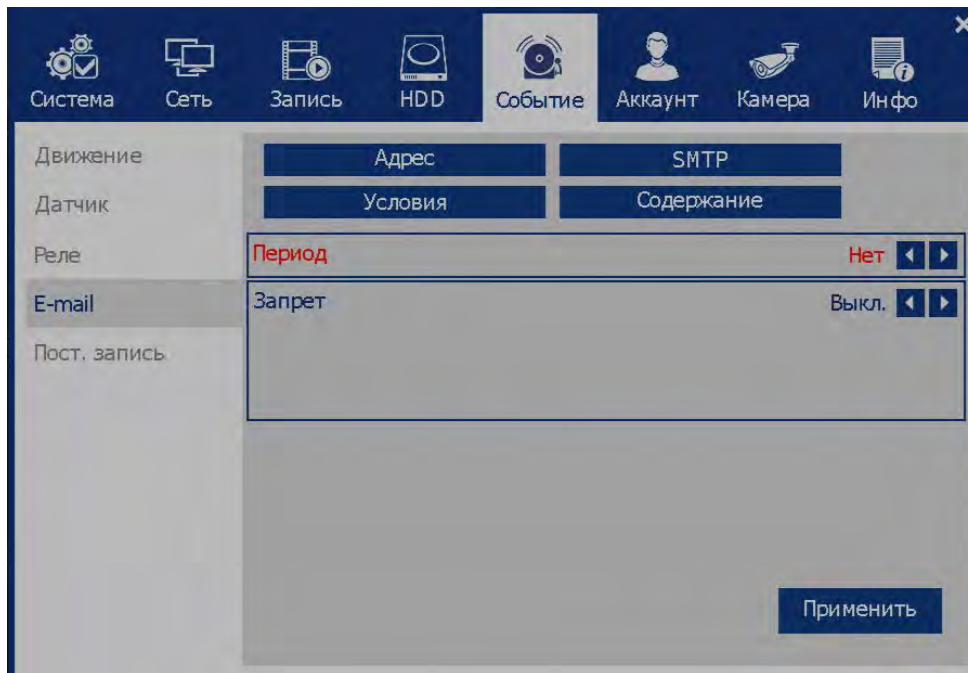 Система Сеть Запись HDD Событие Аккаунт Камера Инфо
Движение
Датчик
Реле
E-mail
Пост. запись
Адрес SMTP
Условия Содержание
Период Нет
Запрет Выкл.
Применить